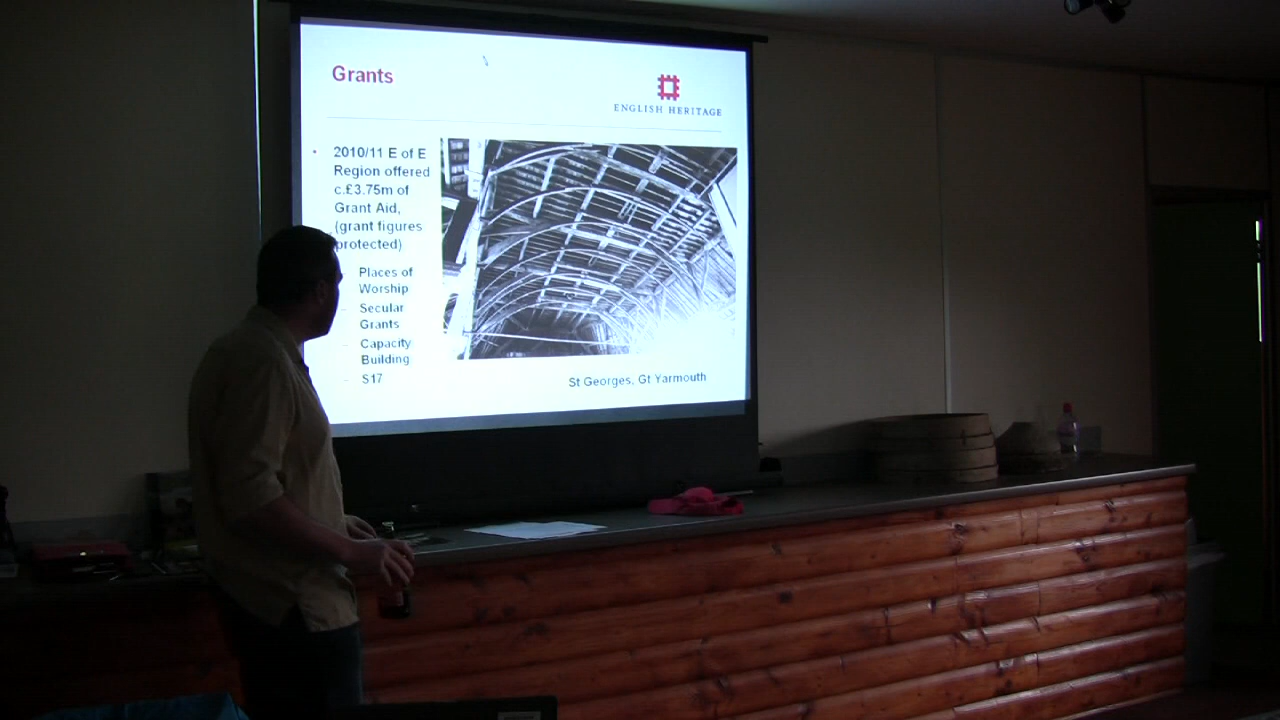 Grants
ENGLISH HERITAGE
2010/11 E of E
Region offered
c.£3.75m of
Grant Aid,
(grant figures
protected)
Places of
Worship
Secular
Grants
Capacity
Building
S17
St Georges, Gt Yarmouth